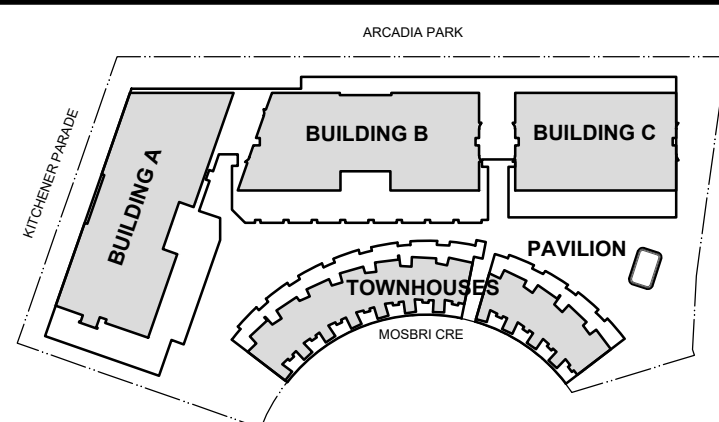 ARCADIA PARK
KITCHENER PARADE
BUILDING A
BUILDING B
BUILDING C
PAVILION
TOWNHOUSES
MOSBRI CRE